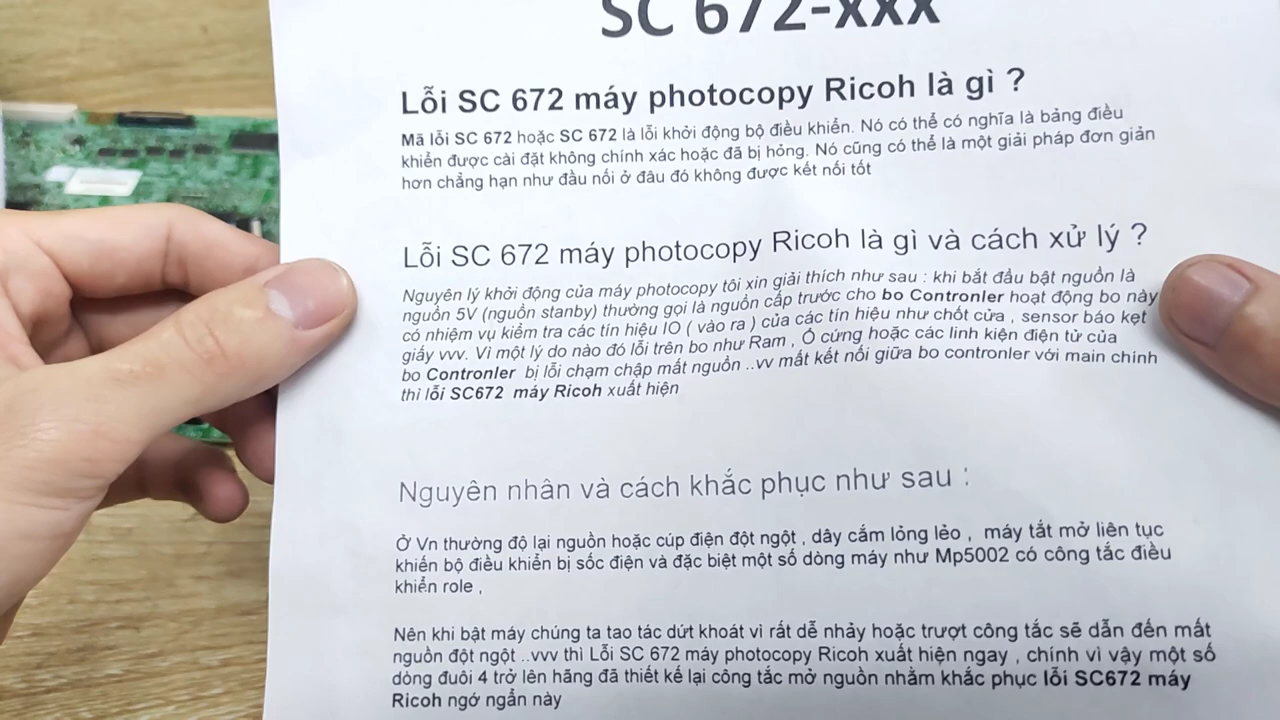 SC 672-xxx
Lỗi SC 672 máy photocopy Ricoh là gì ?
Mã lỗi SC 672 hoặc SC 672 là lỗi khởi động bộ điều khiển. Nó có thể có nghĩa là bảng điều
khiển được cài đặt không chính xác hoặc đã bị hỏng. Nó cũng có thể là một giải pháp đơn giản
hơn chẳng hạn như đầu nối ở đâu đó không được kết nối tốt
Lỗi SC 672 máy photocopy Ricoh là gì và cách xử lý ?
Nguyên lý khởi động của máy photocopy tôi xin giải thích như sau : khi bắt đầu bật nguồn là
nguồn 5V (nguồn stanby) thường gọi là nguồn cấp trước cho bo Contronler hoạt động bo này
có nhiệm vụ kiểm tra các tín hiệu IO ( vào ra ) của các tín hiệu như chốt cửa , sensor báo kẹt
giấy vvv. Vì một lý do nào đó lỗi trên bo như Ram , Ổ cứng hoặc các linh kiện điện tử của
bo Contronler bị lỗi chạm chập mất nguồn ..vv mất kết nối giữa bo contronler với main chính
thì lỗi SC672 máy Ricoh xuất hiện
Nguyên nhân và cách khắc phục như sau :
Ở Vn thường độ lại nguồn hoặc cúp điện đột ngột , dây cắm lỏng lẻo , máy tắt mở liên tục
khiến bộ điều khiển bị sốc điện và đặc biệt một số dòng máy như Mp5002 có công tắc điều
khiển role ,
Nên khi bật máy chúng ta tao tác dứt khoát vì rất dễ nhảy hoặc trượt công tắc sẽ dẫn đến mất
nguồn đột ngột ..vvv thì Lỗi SC 672 máy photocopy Ricoh xuất hiện ngay , chính vì vậy một số
dòng đuôi 4 trở lên hãng đã thiết kế lại công tắc mở nguồn nhằm khắc phục lỗi SC672 máy
Ricoh ngớ ngẩn này